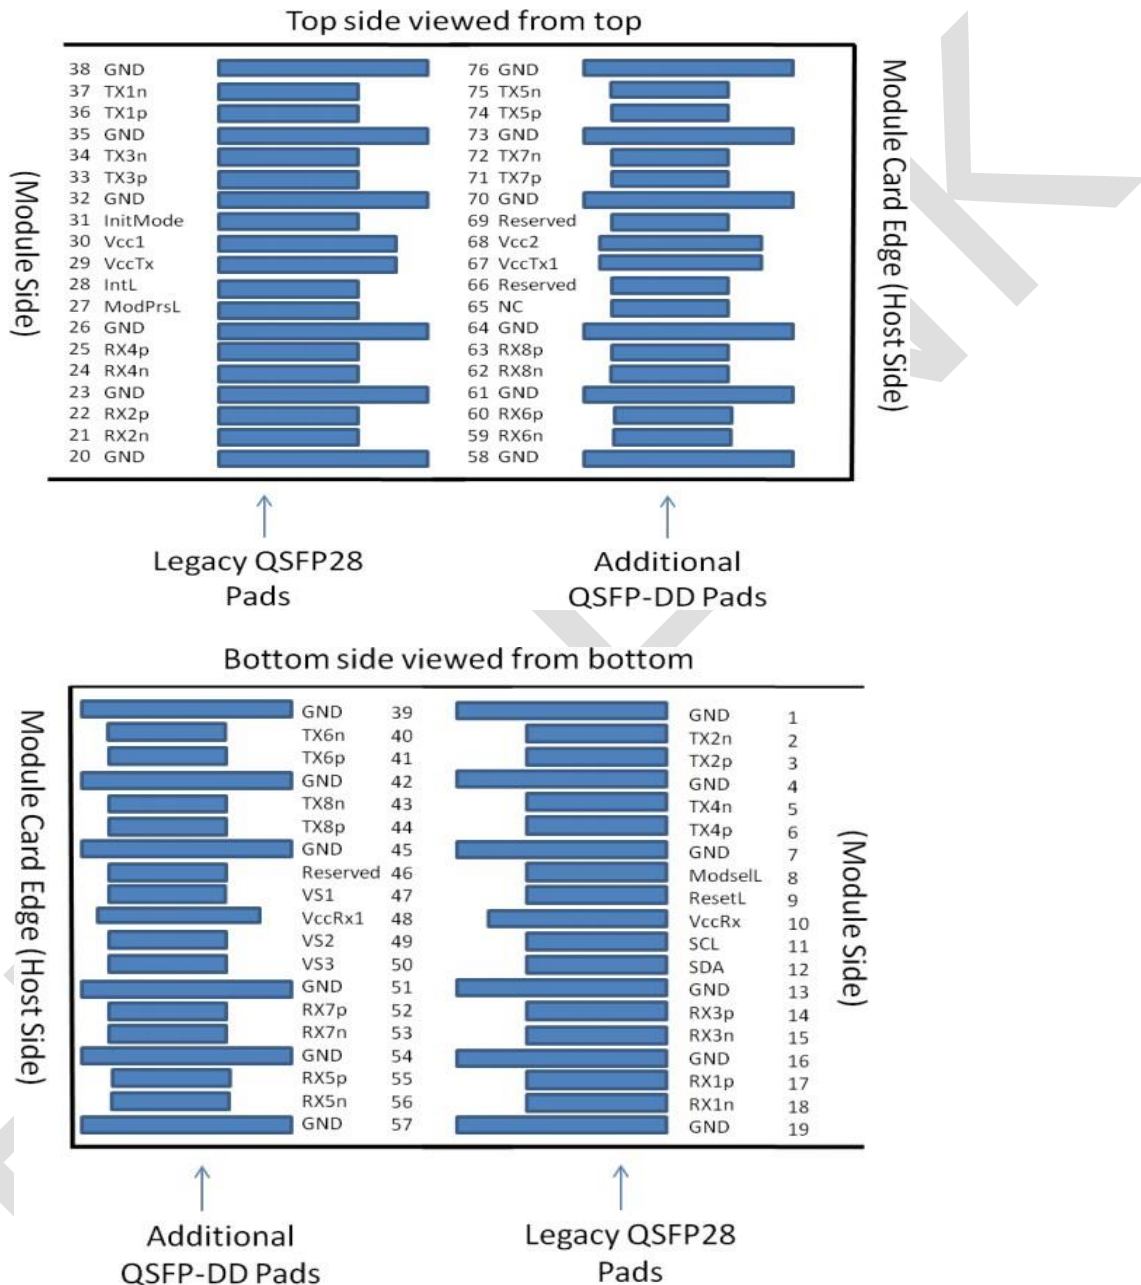 Top side viewed from top
38 GND
37 TX1n
36 TX1p
35 GND
34 TX3n
33 TX3p
32 GND
31 InitMode
30 Vcc1
29 VccTx
28 IntL
27 ModPrsL
26 GND
25 RX4p
24 RX4n
23 GND
22 RX2p
21 RX2n
20 GND
76 GND
75 TX5n
74 TX5p
73 GND
72 TX7n
71 TX7p
70 GND
69 Reserved
68 Vcc2
67 VccTx1
66 Reserved
65 NC
64 GND
63 RX8p
62 RX8n
61 GND
60 RX6p
59 RX6n
58 GND
(Module Side)
Module Card Edge (Host Side)
Legacy QSFP28
Pads
Additional
QSFP-DD Pads
Bottom side viewed from bottom
Module Card Edge (Host Side)
GND 39
TX6n 40
TX6p 41
GND 42
TX8n 43
TX8p 44
GND 45
Reserved 46
VS1 47
VccRx1 48
VS2 49
VS3 50
GND 51
RX7p 52
RX7n 53
GND 54
RX5p 55
RX5n 56
GND 57
GND 1
TX2n 2
TX2p 3
GND 4
TX4n 5
TX4p 6
GND 7
ModselL 8
ResetL 9
VccRx 10
SCL 11
SDA 12
GND 13
RX3p 14
RX3n 15
GND 16
RX1p 17
RX1n 18
GND 19
(Module Side)
Additional
QSFP-DD Pads
Legacy QSFP28
Pads